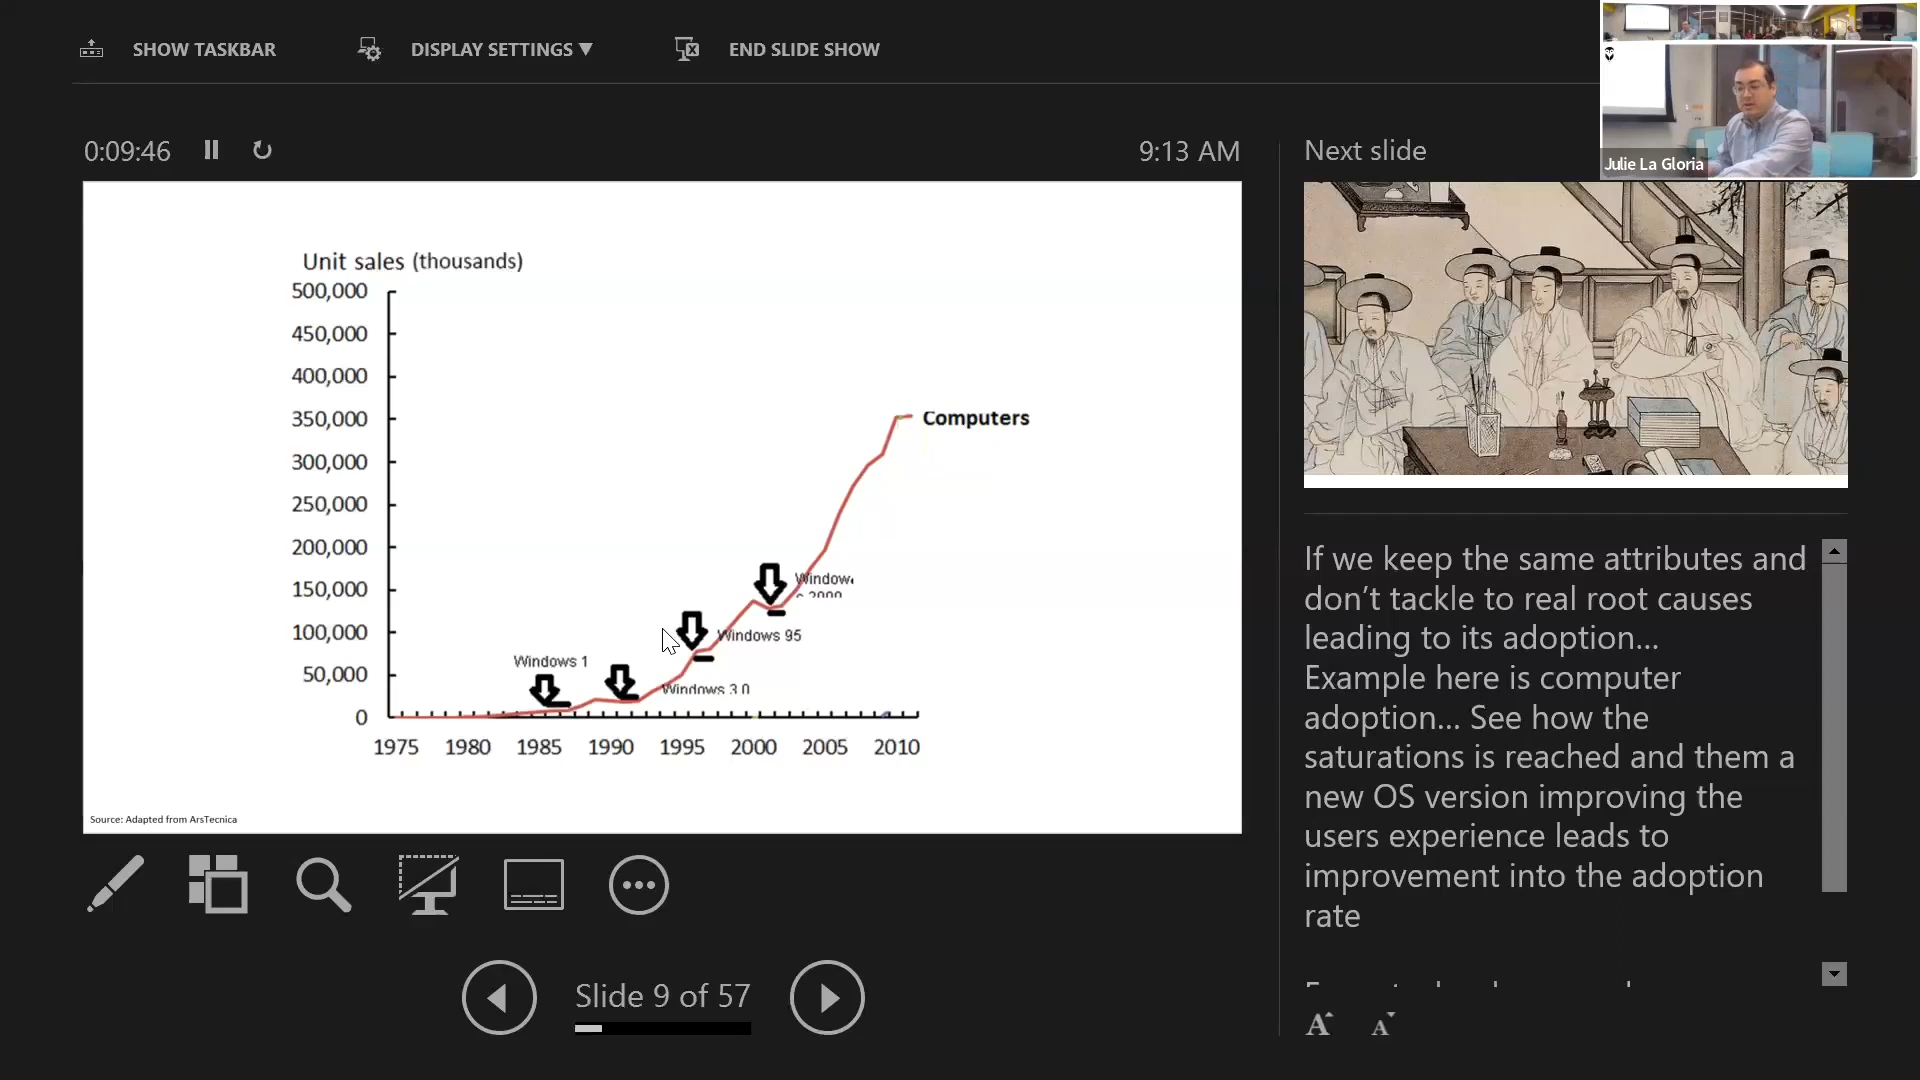 SHOW TASKBAR
DISPLAY SETTINGS ▼
END SLIDE SHOW
Julie La Gloria
0:09:46
9:13 AM
Next slide
Unit sales (thousands)
500,000
450,000
400,000
350,000
300,000
250,000
200,000
150,000
100,000
50,000
0
Computers
Windows 2000
Windows 95
Windows 1
Windows 3.0
1975 1980 1985 1990 1995 2000 2005 2010
Source: Adapted from ArsTecnica
If we keep the same attributes and
don’t tackle to real root causes
leading to its adoption...
Example here is computer
adoption... See how the
saturations is reached and them a
new OS version improving the
users experience leads to
improvement into the adoption
rate
Slide 9 of 57
A A